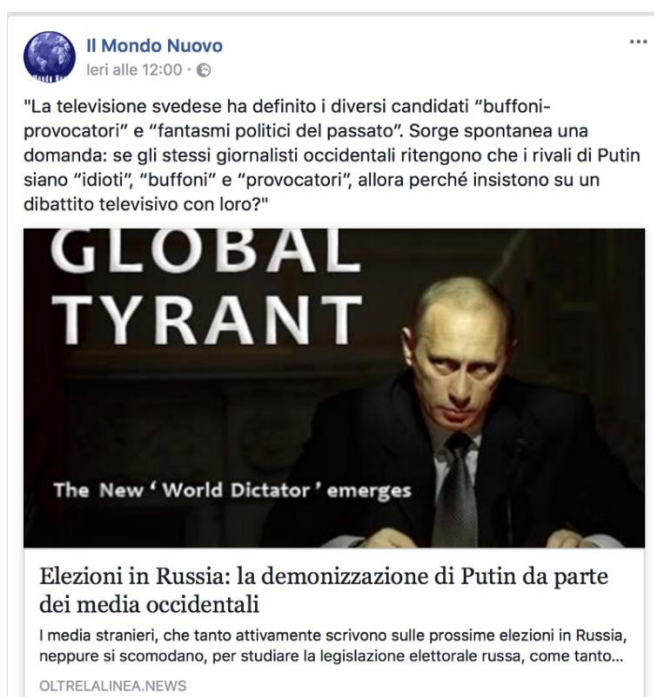 Il Mondo Nuovo
Ieri alle 12:00 ·
"La televisione svedese ha definito i diversi candidati “buffoni-
provocatori” e “fantasmi politici del passato”. Sorge spontanea una
domanda: se gli stessi giornalisti occidentali ritengono che i rivali di Putin
siano “idioti”, “buffoni” e “provocatori”, allora perché insistono su un
dibattito televisivo con loro?"
GLOBAL
TYRANT
The New ‘ World Dictator ’ emerges
Elezioni in Russia: la demonizzazione di Putin da parte
dei media occidentali
I media stranieri, che tanto attivamente scrivono sulle prossime elezioni in Russia,
neppure si scomodano, per studiare la legislazione elettorale russa, come tanto...
OLTRELALINEA.NEWS